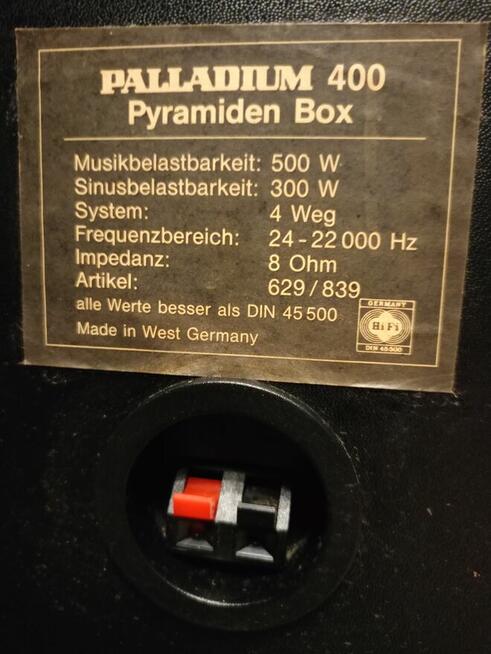 PALLADIUM 400
Pyramiden Box
Musikbelastbarkeit: 500 W
Sinusbelastbarkeit: 300 W
System: 4 Weg
Frequenzbereich: 24-22 000 Hz
Impedanz: 8 Ohm
Artikel: 629/839
alle Werte besser als DIN 45 500
Made in West Germany
GERMANY
HiFi
DIN 45 500